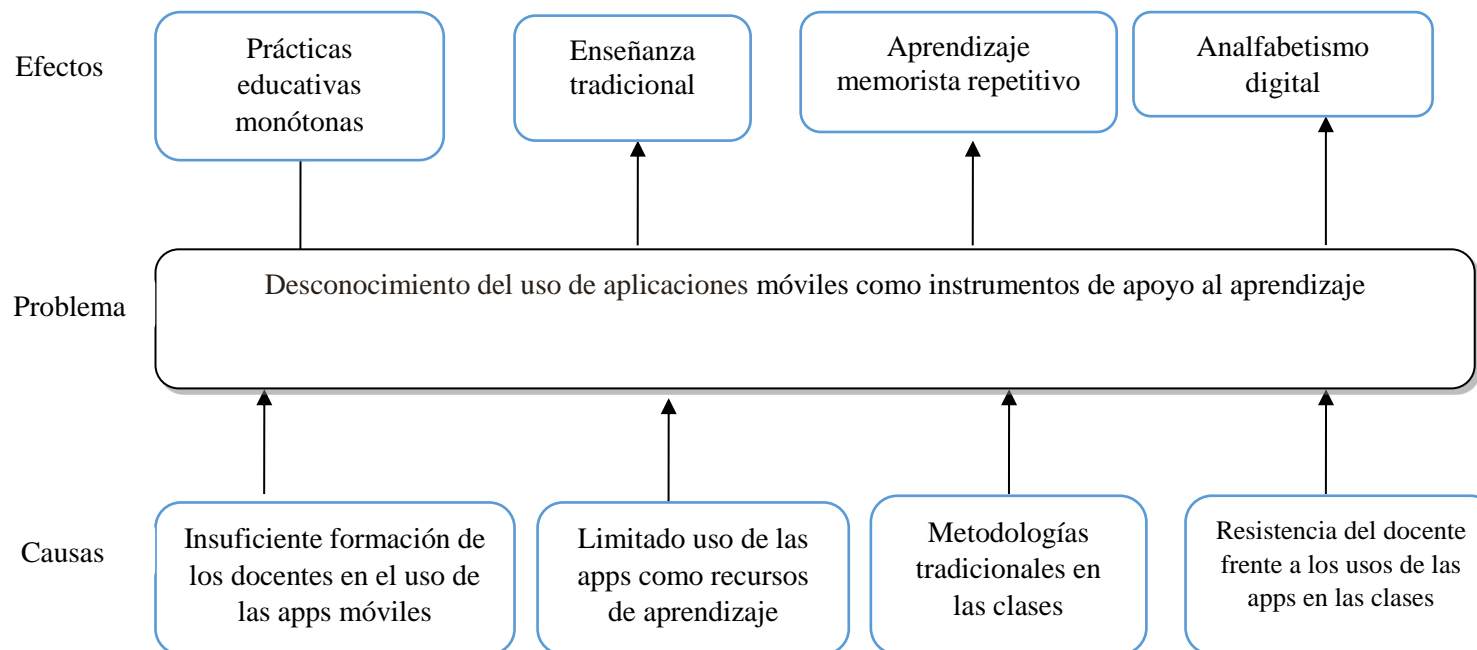 Efectos
Prácticas
educativas
monótonas
Enseñanza
tradicional
Aprendizaje
memorista repetitivo
Analfabetismo
digital
Problema
Desconocimiento del uso de aplicaciones móviles como instrumentos de apoyo al aprendizaje
Causas
Insuficiente formación de
los docentes en el uso de
las apps móviles
Limitado uso de las
apps como recursos
de aprendizaje
Metodologías
tradicionales en
las clases
Resistencia del docente
frente a los usos de las
apps en las clases